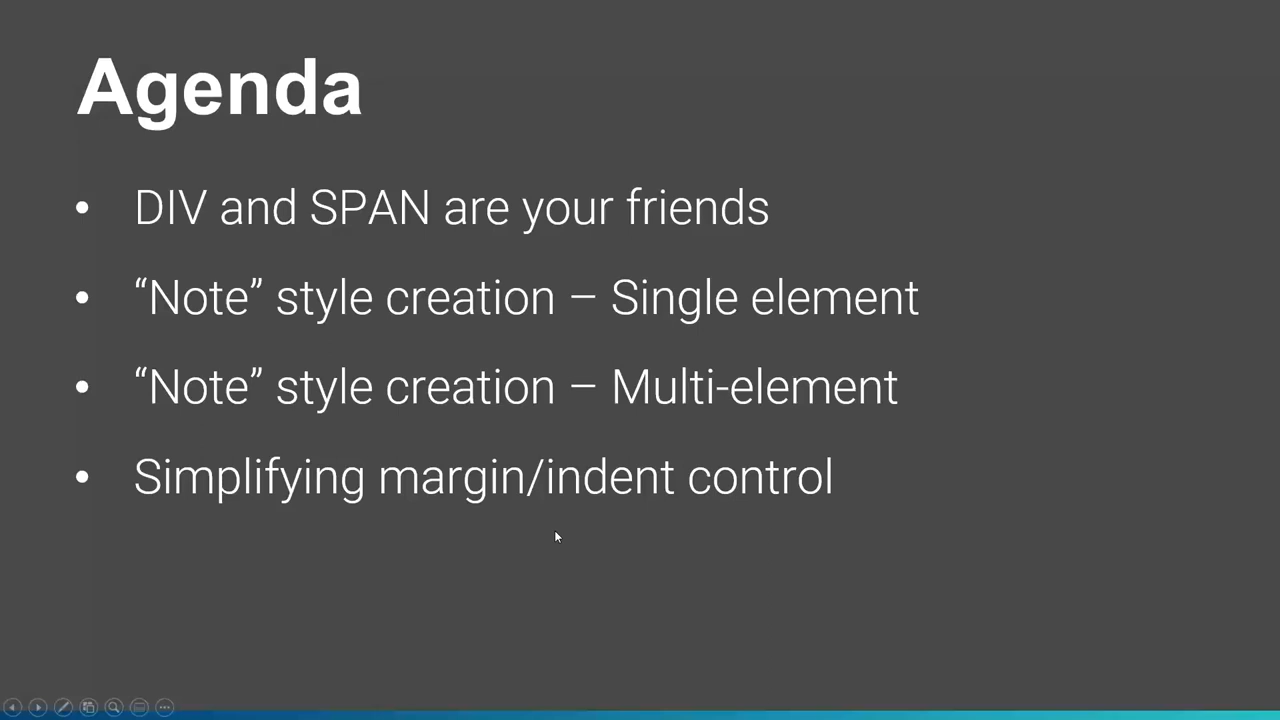 Agenda
• DIV and SPAN are your friends
• “Note” style creation – Single element
• “Note” style creation – Multi-element
• Simplifying margin/indent control